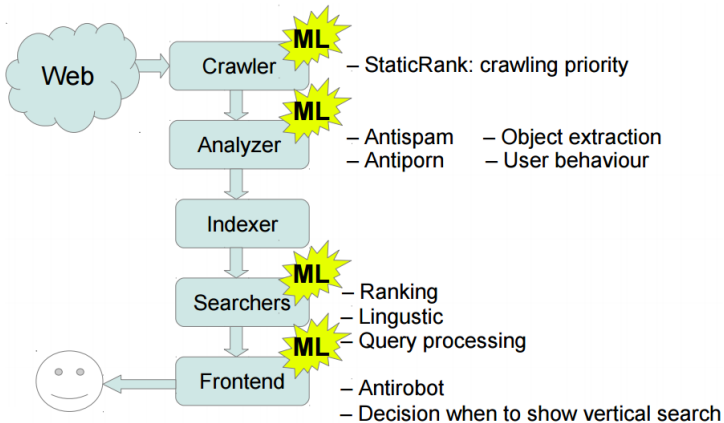 ML
Web
Crawler
– StaticRank: crawling priority
ML
Analyzer
– Antispam – Object extraction
– Antiporn – User behaviour
Indexer
ML
Searchers
– Ranking
– Lingustic
– Query processing
ML
Frontend
– Antirobot
– Decision when to show vertical search